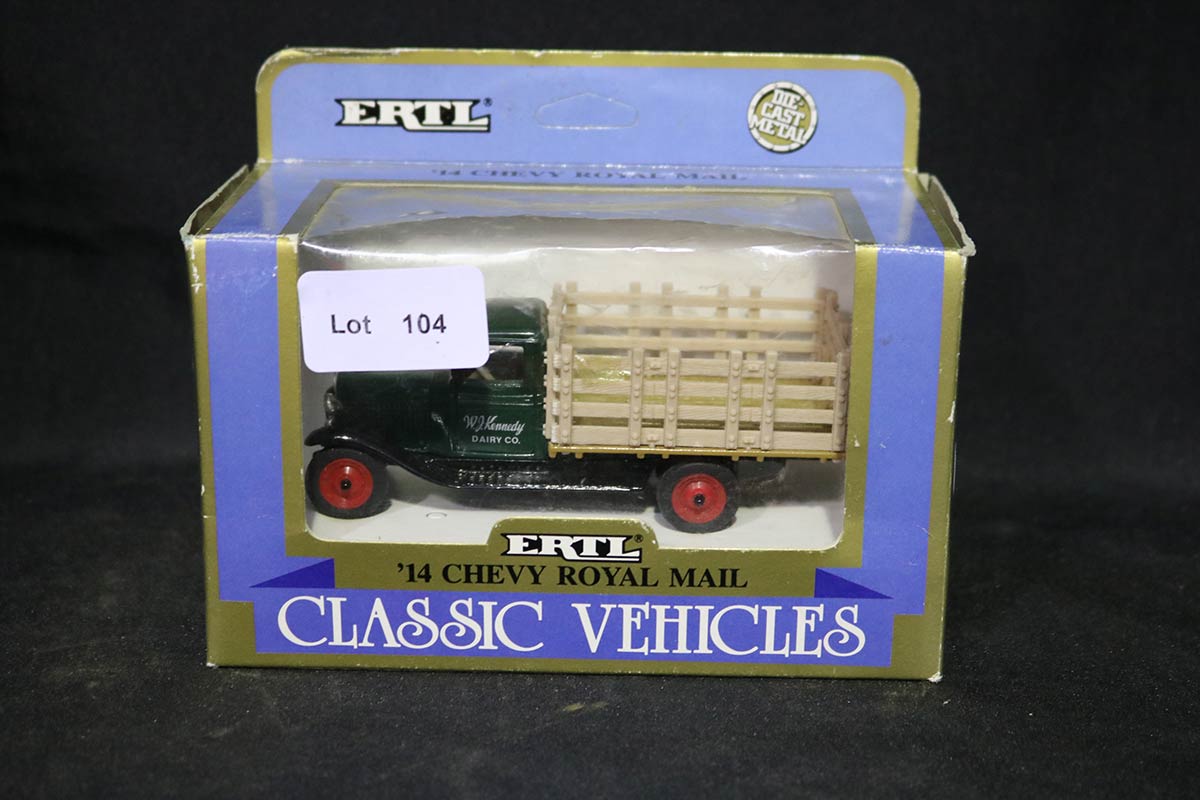 ERTL®
DIE-CAST METAL
'14 CHEVY ROYAL MAIL
Lot 104
W.J. Kennedy
DAIRY CO.
ERTL®
'14 CHEVY ROYAL MAIL
CLASSIC VEHICLES